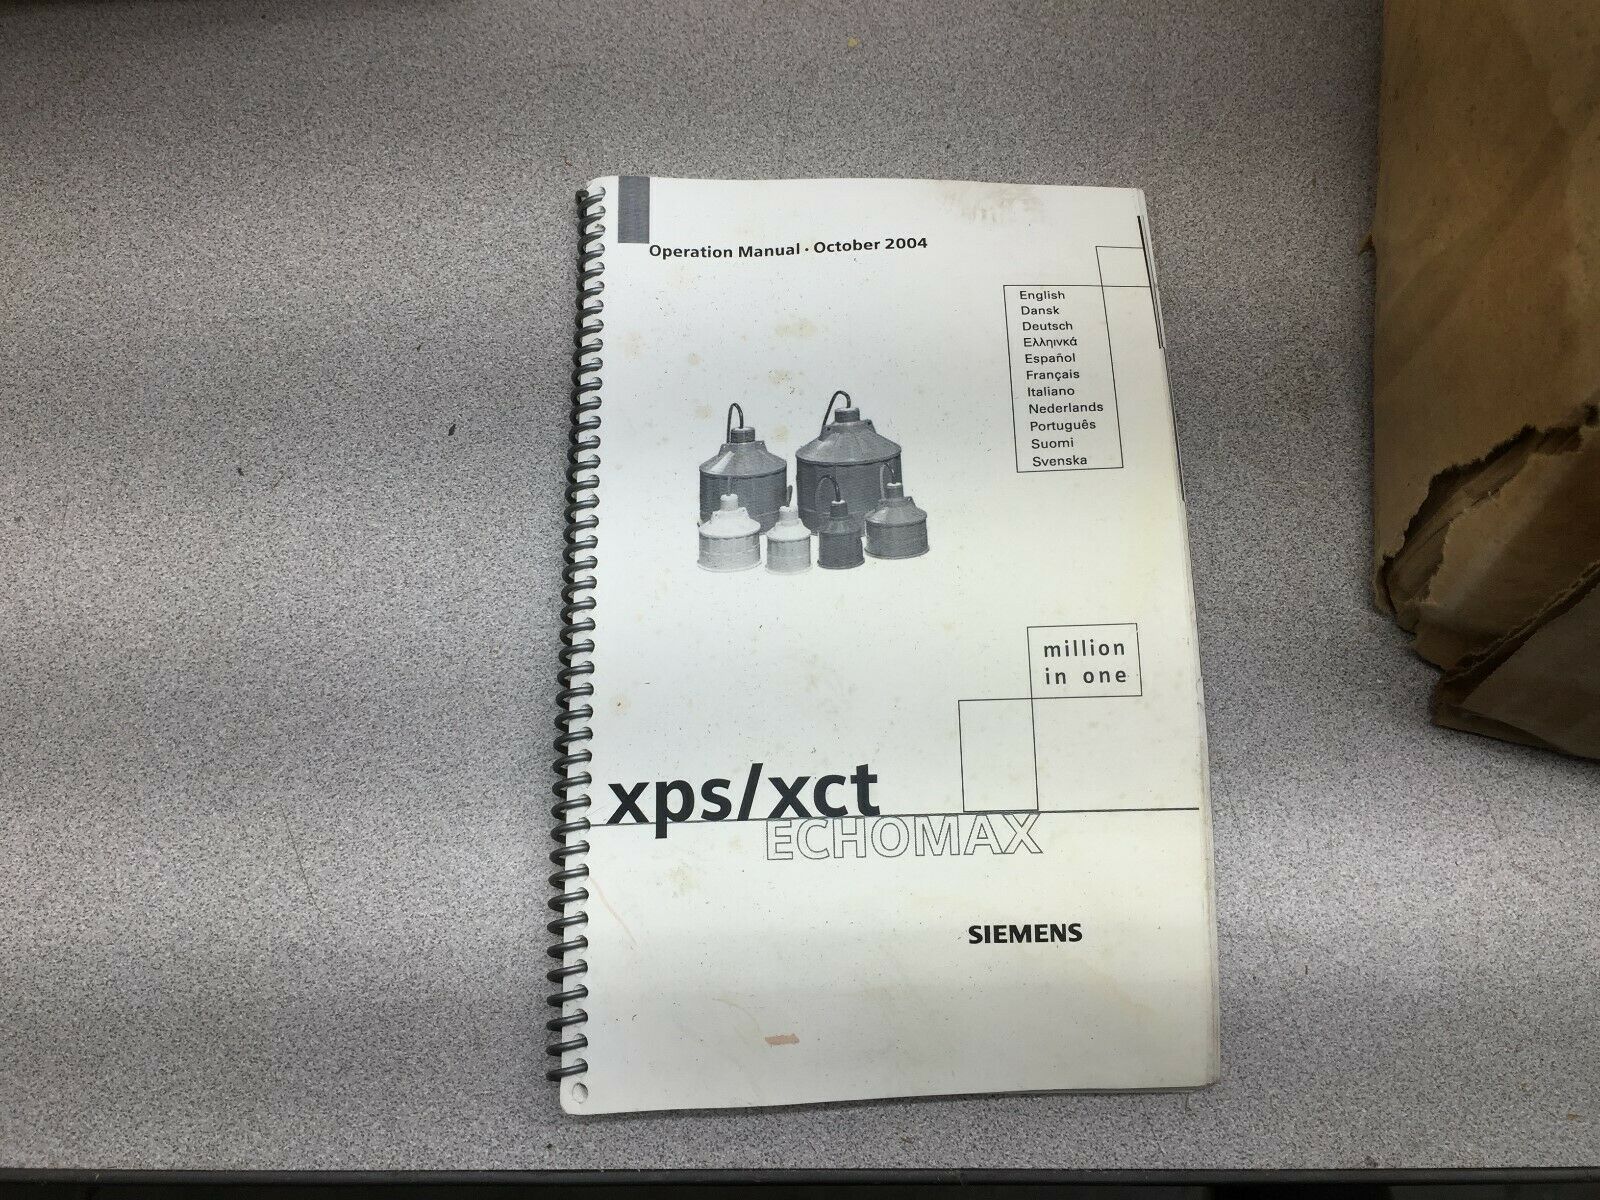 Operation Manual · October 2004
English
Dansk
Deutsch
Ελληινκά
Español
Français
Italiano
Nederlands
Português
Suomi
Svenska
million
in one
xps/xct
ECHOMAX
SIEMENS